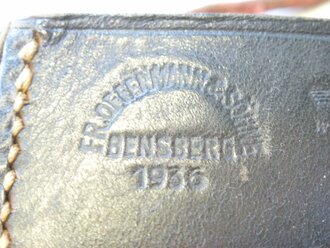 FR. OFFERMANN & SÖHNE
BENSBERG
1936